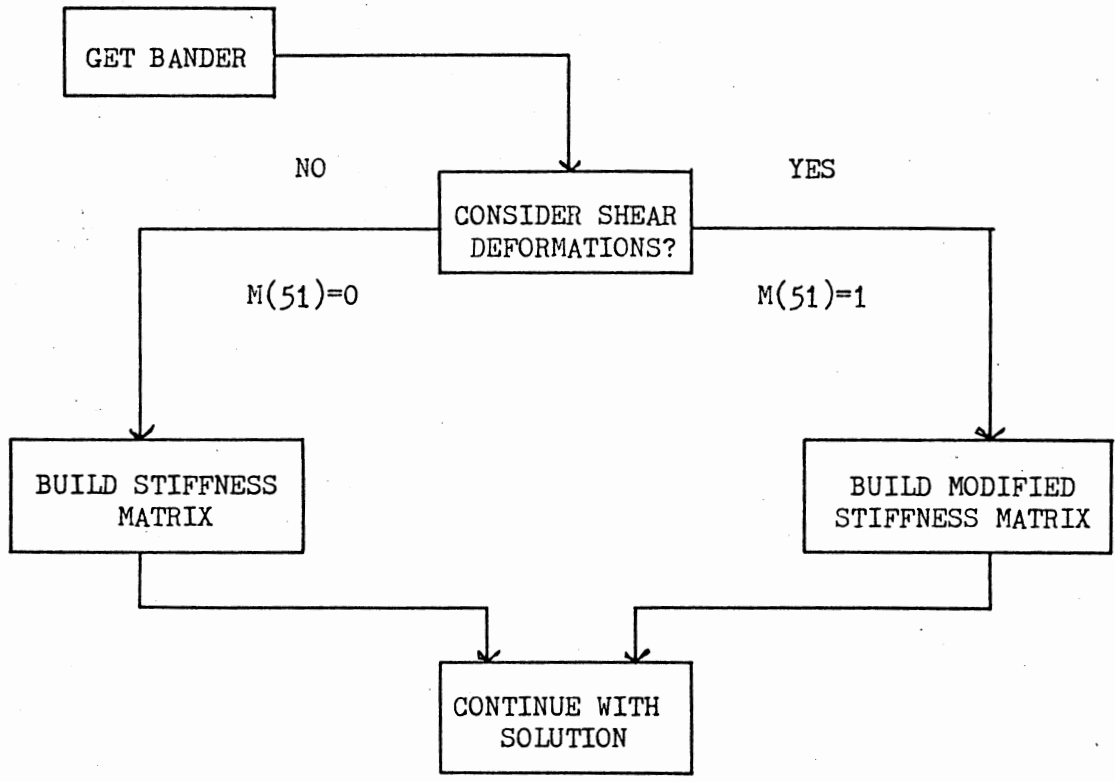 GET BANDER
NO
YES
CONSIDER SHEAR
DEFORMATIONS?
M(51)=0
M(51)=1
BUILD STIFFNESS
MATRIX
BUILD MODIFIED
STIFFNESS MATRIX
CONTINUE WITH
SOLUTION